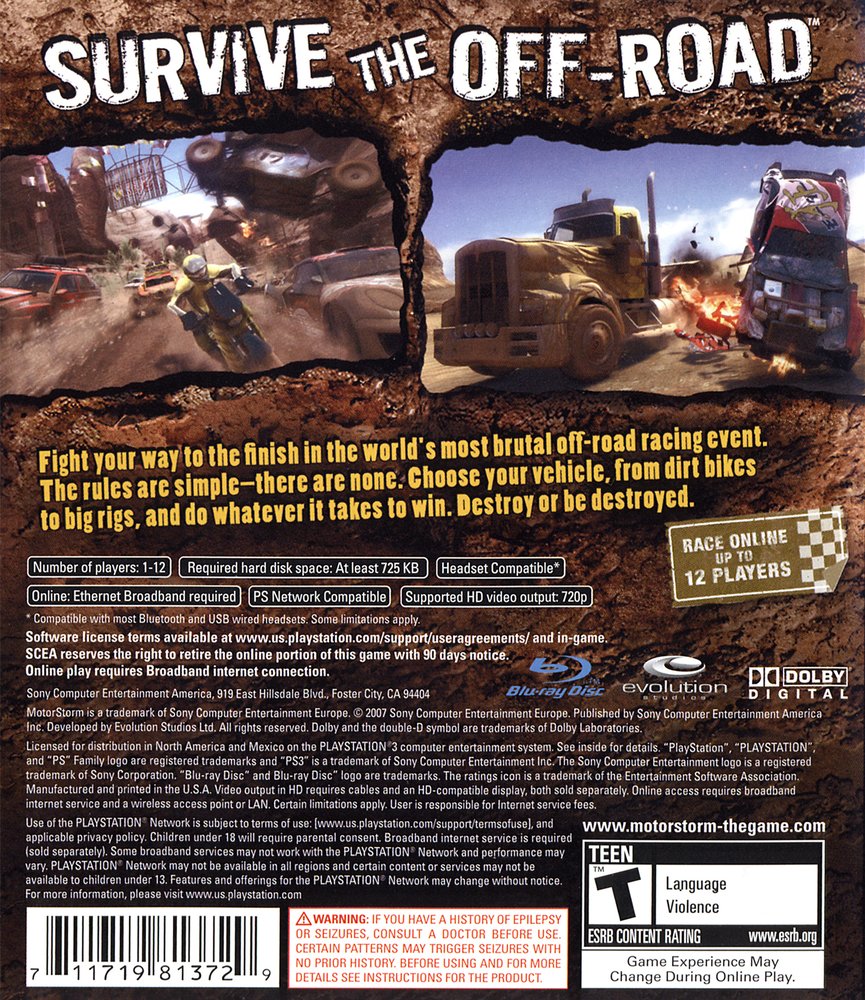 SURVIVE THE OFF-ROAD™
Fight your way to the finish in the world's most brutal off-road racing event.
The rules are simple—there are none. Choose your vehicle, from dirt bikes
to big rigs, and do whatever it takes to win. Destroy or be destroyed.
RACE ONLINE
UP TO
12 PLAYERS
Number of players: 1-12
Required hard disk space: At least 725 KB
Headset Compatible*
Online: Ethernet Broadband required
PS Network Compatible
Supported HD video output: 720p
* Compatible with most Bluetooth and USB wired headsets. Some limitations apply.
Software license terms available at www.us.playstation.com/support/useragreements/ and in-game.
SCEA reserves the right to retire the online portion of this game with 90 days notice.
Online play requires Broadband internet connection.
Blu-ray Disc
evolution
studios
DOLBY
DIGITAL
Sony Computer Entertainment America, 919 East Hillsdale Blvd., Foster City, CA 94404
MotorStorm is a trademark of Sony Computer Entertainment Europe. © 2007 Sony Computer Entertainment Europe. Published by Sony Computer Entertainment America
Inc. Developed by Evolution Studios Ltd. All rights reserved. Dolby and the double-D symbol are trademarks of Dolby Laboratories.
Licensed for distribution in North America and Mexico on the PLAYSTATION®3 computer entertainment system. See inside for details. "PlayStation", "PLAYSTATION",
and "PS" Family logo are registered trademarks and "PS3" is a trademark of Sony Computer Entertainment Inc. The Sony Computer Entertainment logo is a registered
trademark of Sony Corporation. "Blu-ray Disc" and Blu-ray Disc" logo are trademarks. The ratings icon is a trademark of the Entertainment Software Association.
Manufactured and printed in the U.S.A. Video output in HD requires cables and an HD-compatible display, both sold separately. Online access requires broadband
internet service and a wireless access point or LAN. Certain limitations apply. User is responsible for Internet service fees.
Use of the PLAYSTATION® Network is subject to terms of use: [www.us.playstation.com/support/termsofuse], and
applicable privacy policy. Children under 18 will require parental consent. Broadband internet service is required
(sold separately). Some broadband services may not work with the PLAYSTATION® Network and performance may
vary. PLAYSTATION® Network may not be available in all regions and certain content or services may not be
available to children under 13. Features and offerings for the PLAYSTATION® Network may change without notice.
For more information, please visit www.us.playstation.com
www.motorstorm-thegame.com
TEEN
T™
Language
Violence
ESRB CONTENT RATING www.esrb.org
Game Experience May
Change During Online Play.
7 11719 81372 9
WARNING: IF YOU HAVE A HISTORY OF EPILEPSY
OR SEIZURES, CONSULT A DOCTOR BEFORE USE.
CERTAIN PATTERNS MAY TRIGGER SEIZURES WITH
NO PRIOR HISTORY. BEFORE USING AND FOR MORE
DETAILS SEE INSTRUCTIONS FOR THE PRODUCT.